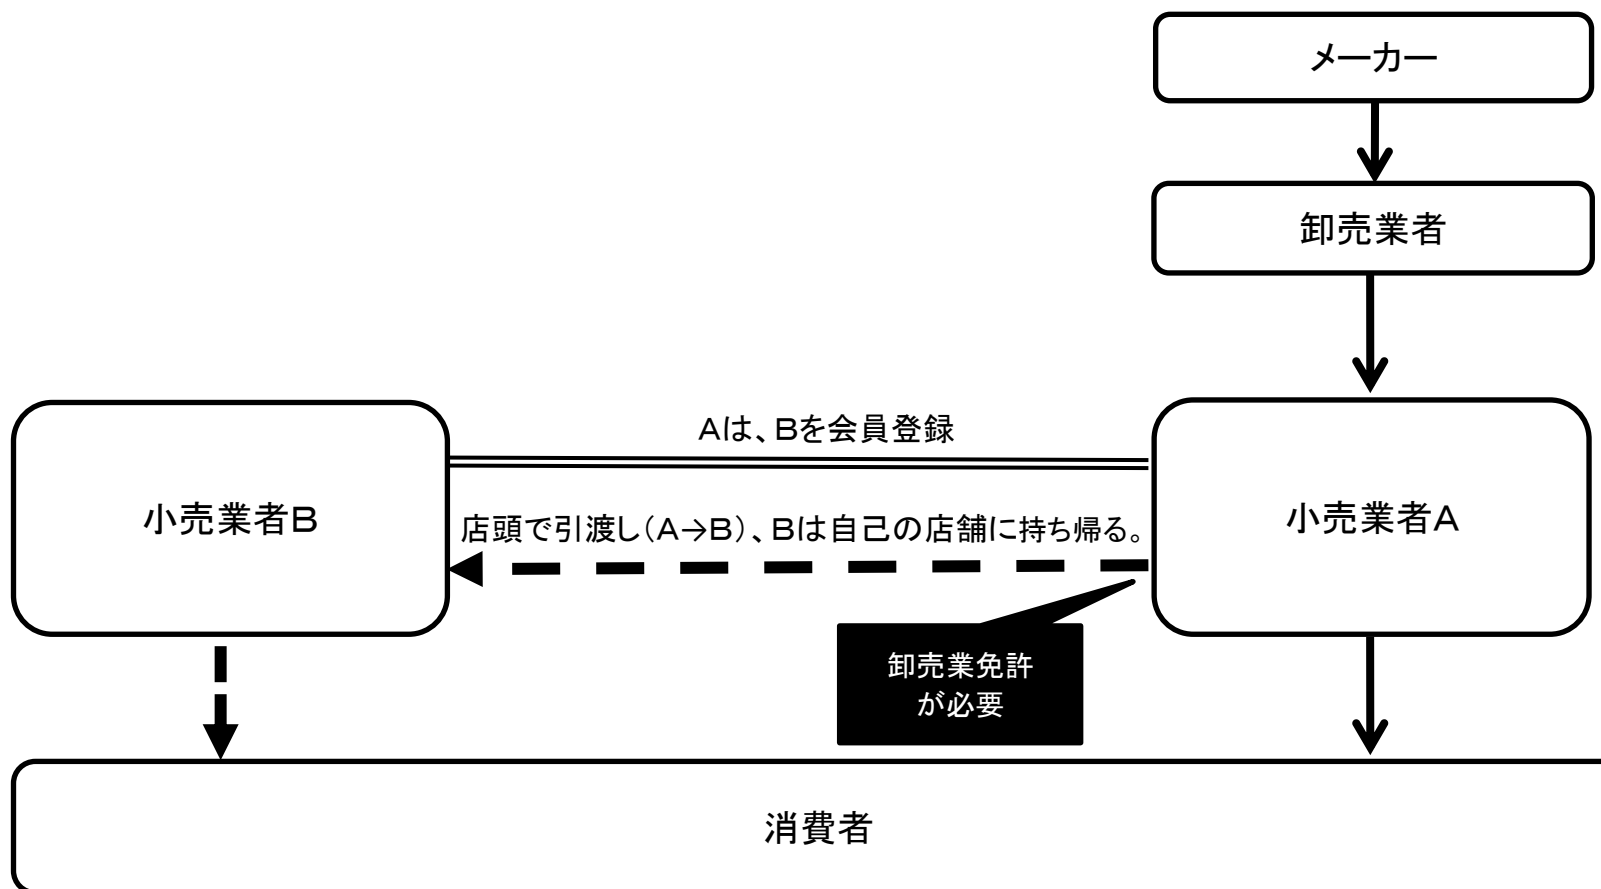 メーカー
卸売業者
Aは、Bを会員登録
小売業者B
店頭で引渡し（A→B）、Bは自己の店舗に持ち帰る。
小売業者A
卸売業免許
が必要
消費者